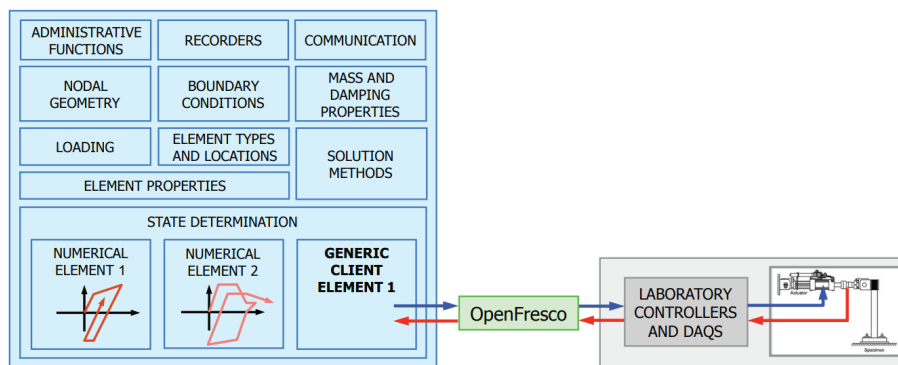 ADMINISTRATIVE
FUNCTIONS
RECORDERS
COMMUNICATION
NODAL
GEOMETRY
BOUNDARY
CONDITIONS
MASS AND
DAMPING
PROPERTIES
LOADING
ELEMENT TYPES
AND LOCATIONS
SOLUTION
METHODS
ELEMENT PROPERTIES
STATE DETERMINATION
NUMERICAL
ELEMENT 1
NUMERICAL
ELEMENT 2
GENERIC
CLIENT
ELEMENT 1
OpenFresco
LABORATORY
CONTROLLERS
AND DAQS
Actuator
Specimen